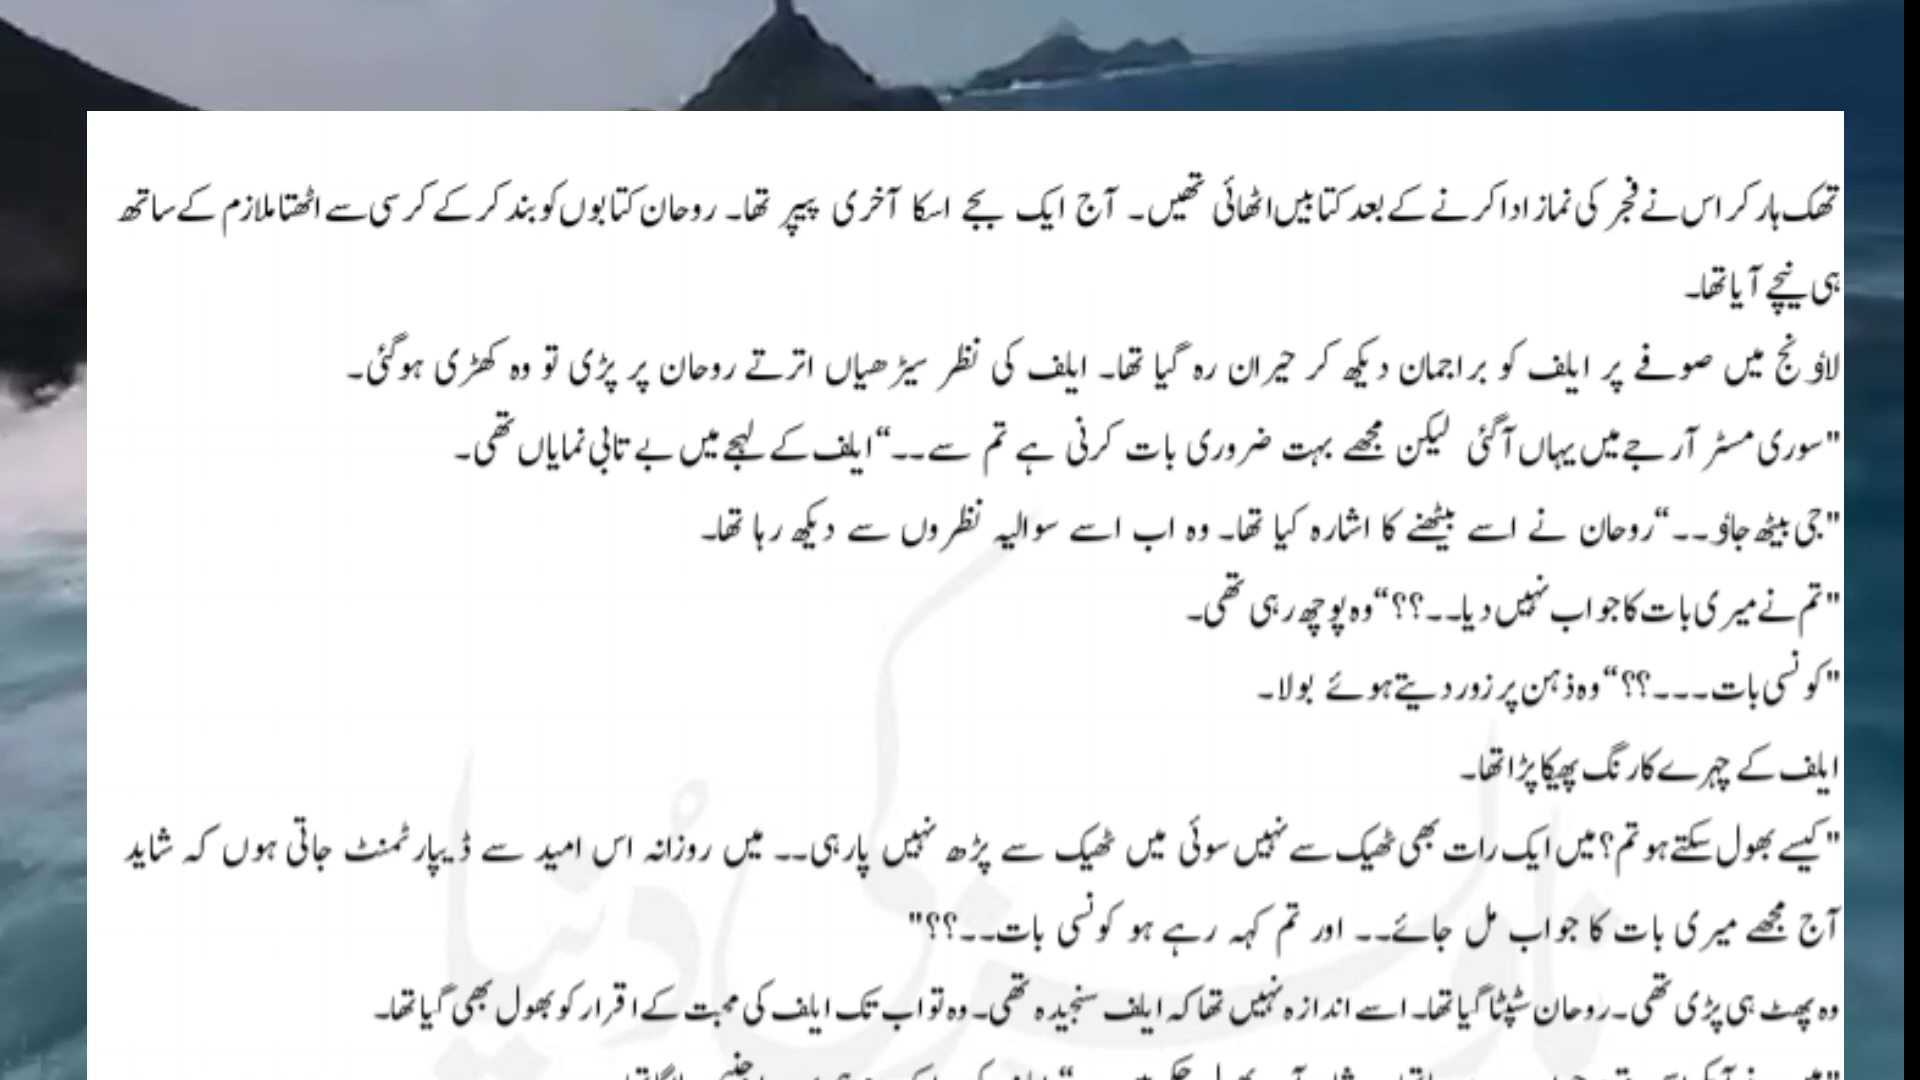 تھک ہار کر اس نے فجر کی نماز ادا کرنے کے بعد کتابیں اٹھائی تھیں۔ آج ایک بجے اسکا آخری پیپر تھا۔ روحان کتابوں کو بند کر کے کرسی سے اٹھتا ملازم کے ساتھ
ہی نیچے آیا تھا۔
لاؤنج میں صوفے پر ایلف کو براجمان دیکھ کر حیران رہ گیا تھا۔ ایلف کی نظر سیڑھیاں اترتے روحان پر پڑی تو وہ کھڑی ہوگئی۔
"سوری مسٹر آر جے میں یہاں آگئی لیکن مجھے بہت ضروری بات کرنی ہے تم سے۔۔“ ایلف کے لہجے میں بے تابی نمایاں تھی۔
"جی بیٹھ جاؤ۔۔“ روحان نے اسے بیٹھنے کا اشارہ کیا تھا۔ وہ اب اسے سوالیہ نظروں سے دیکھ رہا تھا۔
"تم نے میری بات کا جواب نہیں دیا۔۔؟؟“ وہ پوچھ رہی تھی۔
"کونسی بات۔۔۔؟؟“ وہ ذہن پر زور دیتے ہوئے بولا۔
ایلف کے چہرے کا رنگ پھیکا پڑا تھا۔
"کیسے بھول سکتے ہو تم؟ میں ایک رات بھی ٹھیک سے نہیں سوئی میں ٹھیک سے پڑھ نہیں پارہی۔۔ میں روزانہ اس امید سے ڈیپارٹمنٹ جاتی ہوں کہ شاید
آج مجھے میری بات کا جواب مل جائے۔۔ اور تم کہہ رہے ہو کونسی بات۔۔؟؟"
وہ پھٹ ہی پڑی تھی۔ روحان سٹپٹا گیا تھا۔ اسے اندازہ نہیں تھا کہ ایلف سنجیدہ تھی۔ وہ تو اب تک ایلف کی محبت کے اقرار کو بھول بھی گیا تھا۔
ناولز کی دنیا